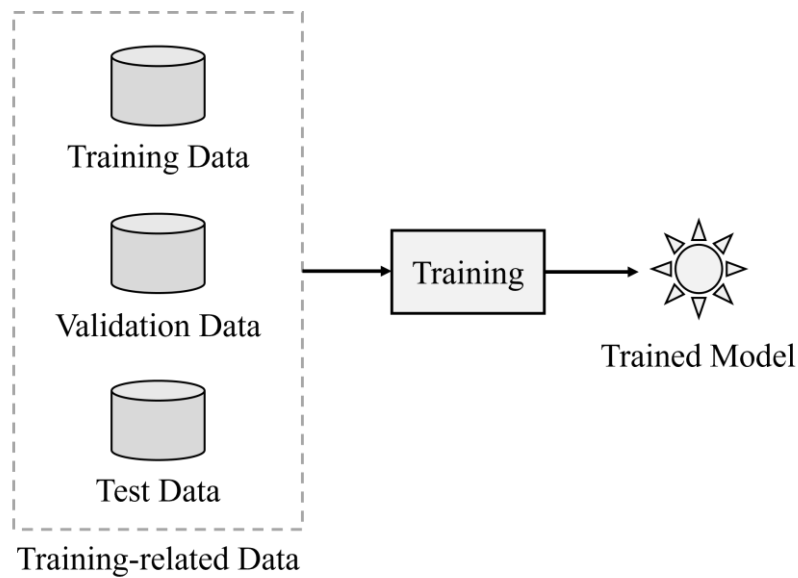 Training Data
Validation Data
Test Data
Training-related Data
Training
Trained Model